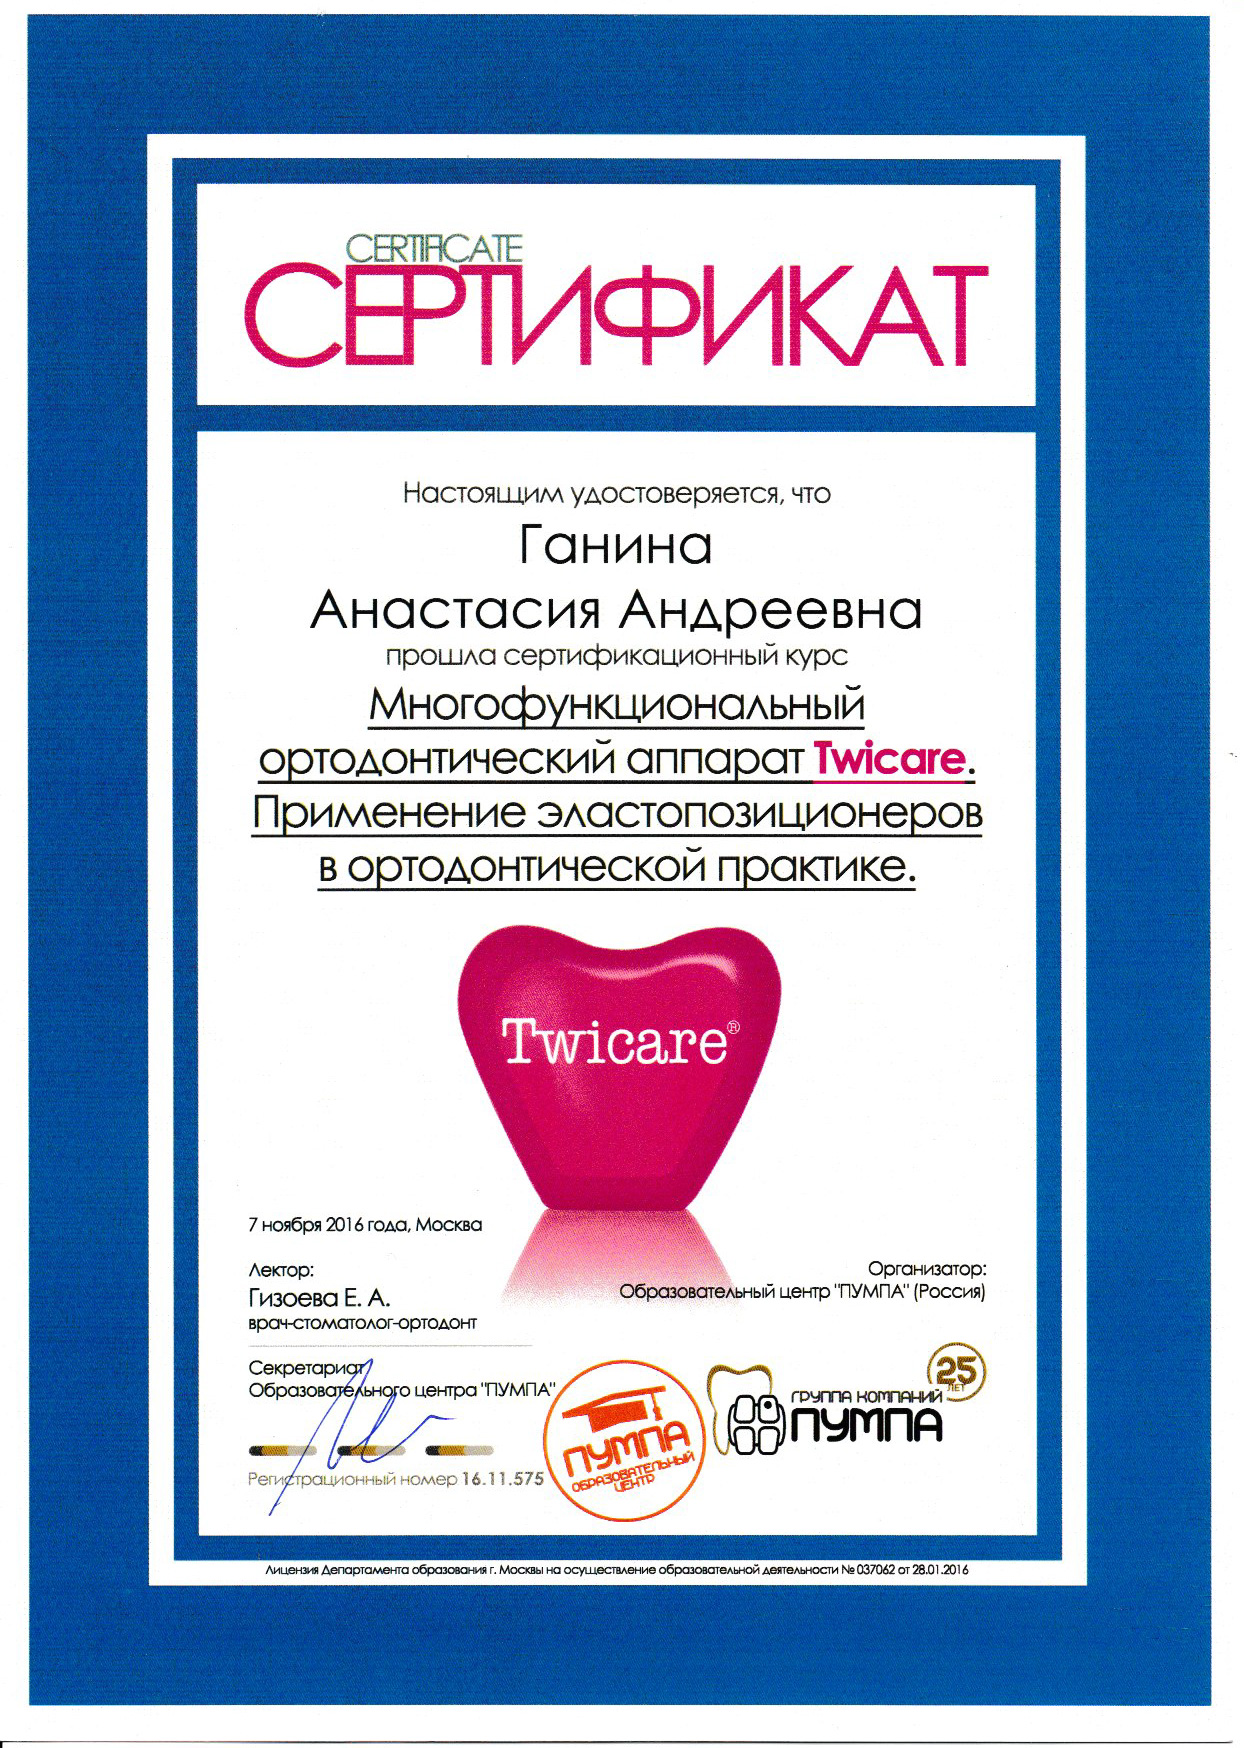 CERTIFICATE
СЕРТИФИКАТ
Настоящим удостоверяется, что
Ганина
Анастасия Андреевна
прошла сертификационный курс
Многофункциональный
ортодонтический аппарат Twicare.
Применение эластопозиционеров
в ортодонтической практике.
Twicare®
7 ноября 2016 года, Москва
Лектор:
Гизоева Е. А.
врач-стоматолог-ортодонт
Организатор:
Образовательный центр "ПУМПА" (Россия)
Секретариат
Образовательного центра "ПУМПА"
Регистрационный номер 16.11.575
ПУМПА
ОБРАЗОВАТЕЛЬНЫЙ
ЦЕНТР
25
ЛЕТ
ГРУППА КОМПАНИЙ
ПУМПА
Лицензия Департамента образования г. Москвы на осуществление образовательной деятельности № 037062 от 28.01.2016